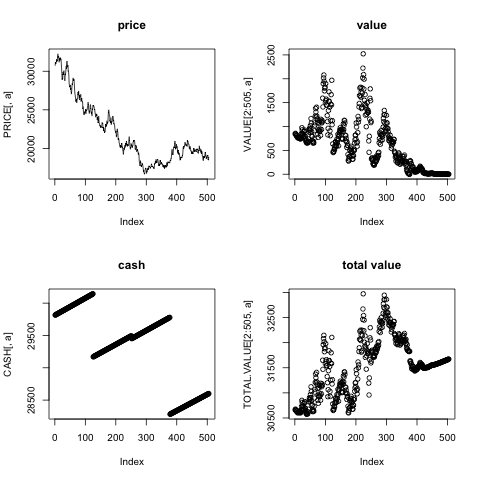 price
PRICE[, a]
20000 25000 30000
0 100 200 300 400 500
Index
value
VALUE[2:505, a]
0 500 1500 2500
0 100 200 300 400 500
Index
cash
CASH[, a]
28500 29500
0 100 200 300 400 500
Index
total value
TOTAL.VALUE[2:505, a]
30500 31500 32500
0 100 200 300 400 500
Index